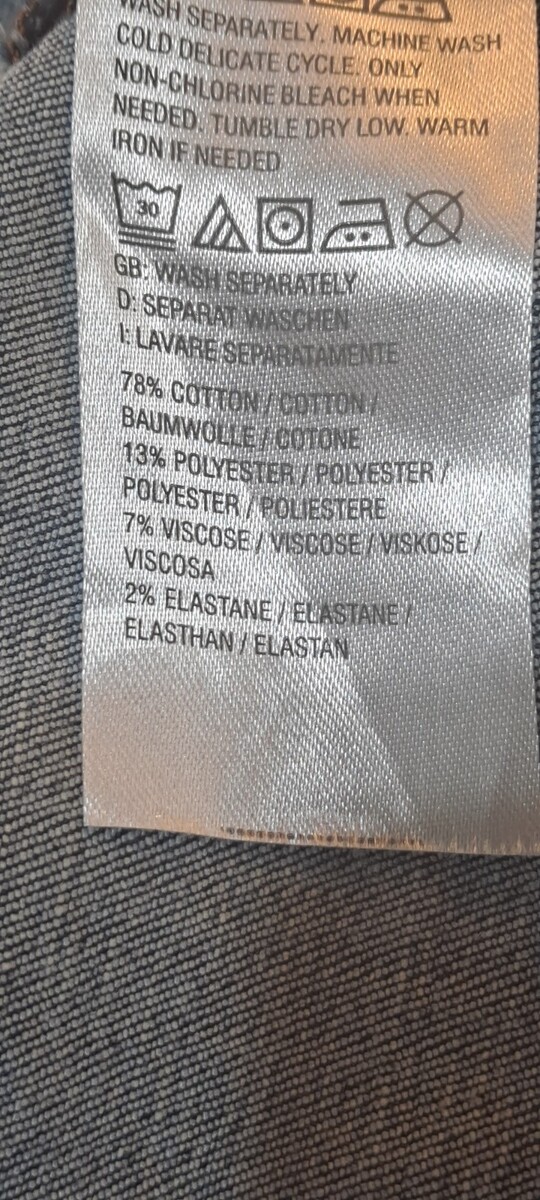 WASH SEPARATELY. MACHINE WASH
COLD DELICATE CYCLE. ONLY
NON-CHLORINE BLEACH WHEN
NEEDED. TUMBLE DRY LOW. WARM
IRON IF NEEDED
30
GB: WASH SEPARATELY
D: SEPARAT WASCHEN
I: LAVARE SEPARATAMENTE
78% COTTON / COTTON /
BAUMWOLLE / COTONE
13% POLYESTER / POLYESTER /
POLYESTER / POLIESTERE
7% VISCOSE / VISCOSE / VISKOSE /
VISCOSA
2% ELASTANE / ELASTANE /
ELASTHAN / ELASTAN